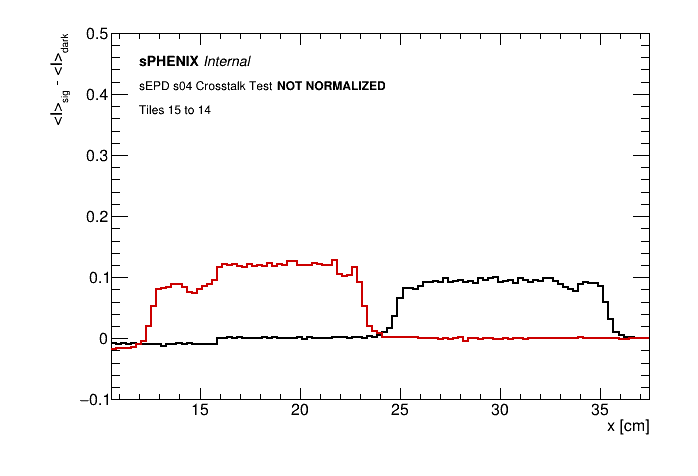 <I>sig - <I>dark
0.5
sPHENIX Internal
sEPD s04 Crosstalk Test NOT NORMALIZED
0.4
Tiles 15 to 14
0.3
0.2
0.1
0
−0.1
15 20 25 30 35
x [cm]